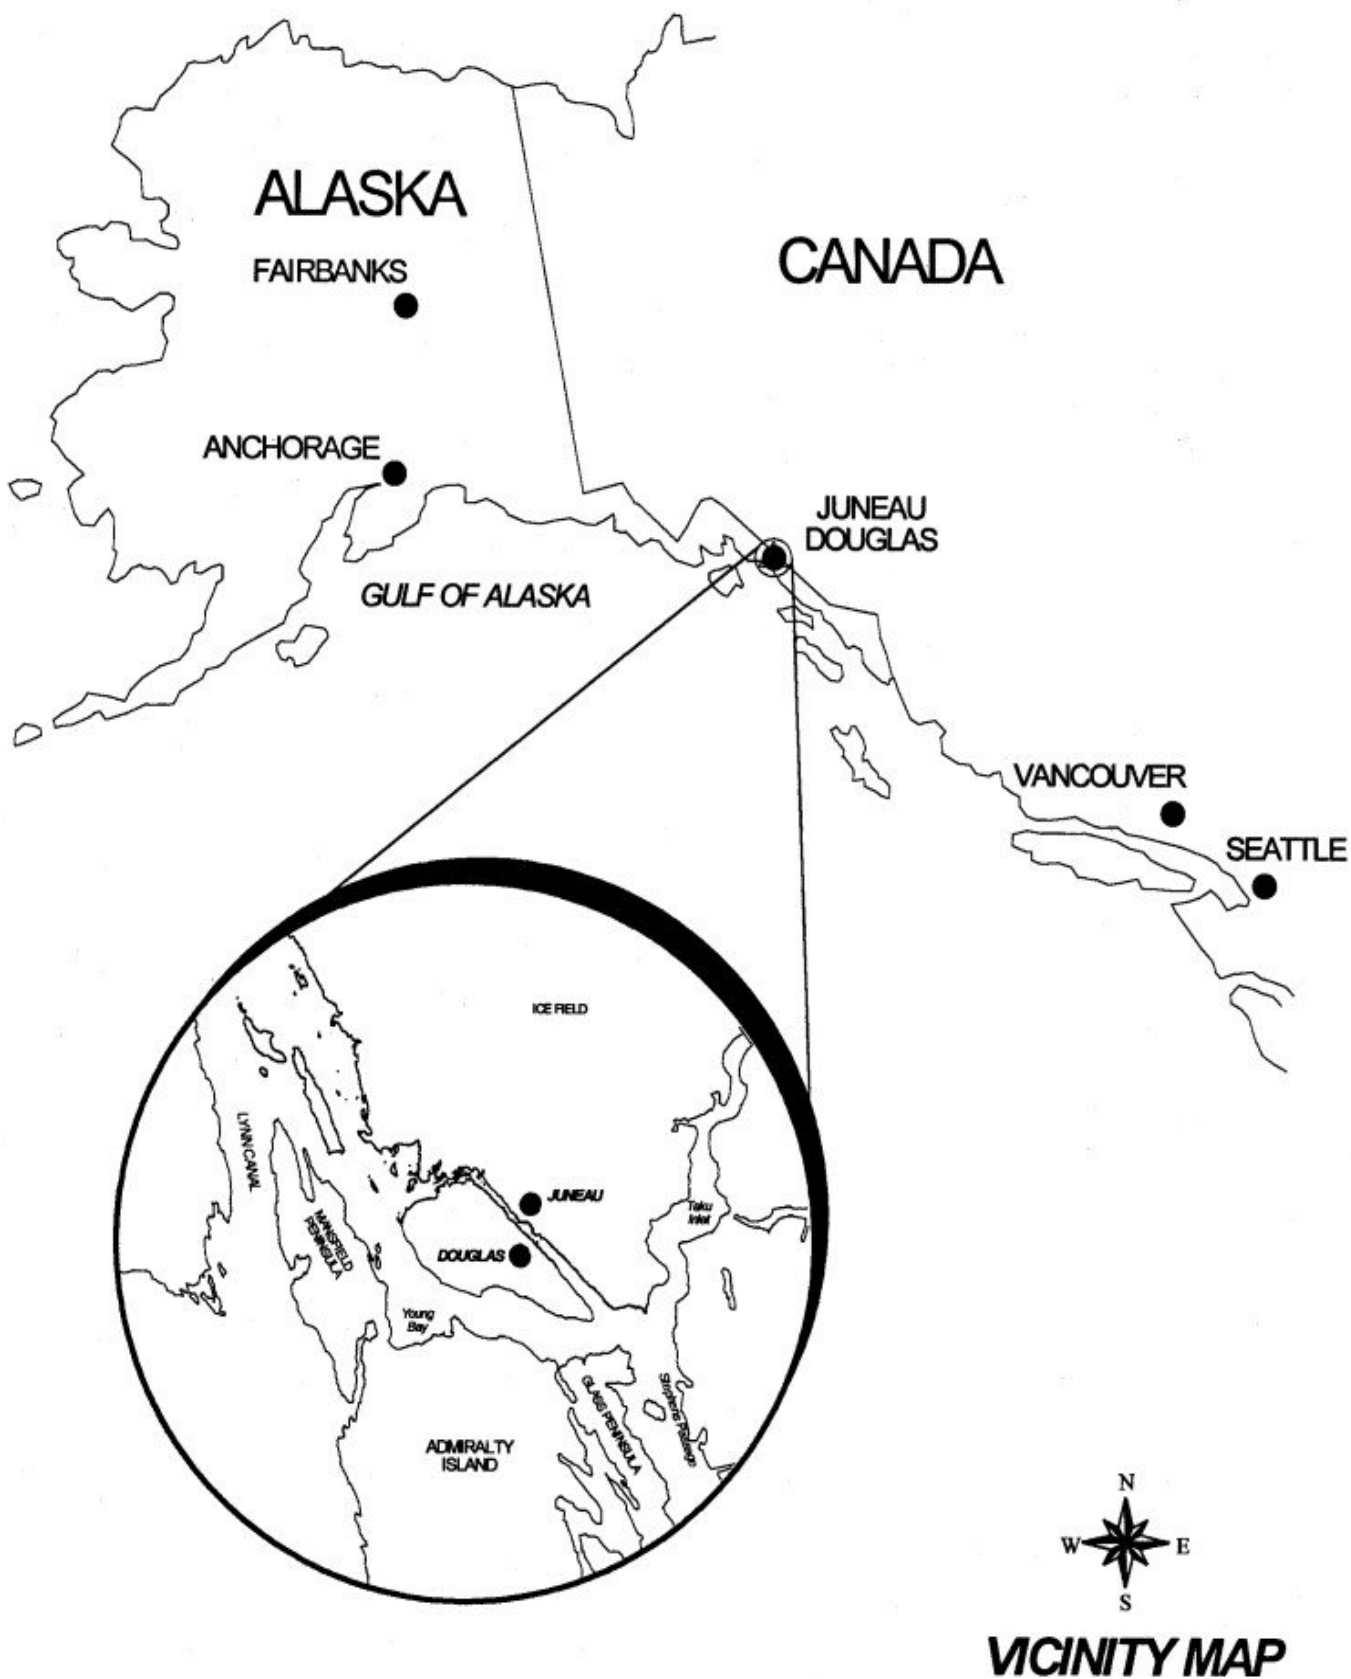 ALASKA
CANADA
FAIRBANKS
ANCHORAGE
JUNEAU
DOUGLAS
GULF OF ALASKA
VANCOUVER
SEATTLE
ICE FIELD
LYNN CANAL
JUNEAU
Taku
Inlet
MANSFIELD
PENINSULA
DOUGLAS
Young
Bay
GLASS PENINSULA
Stephens Passage
ADMIRALTY
ISLAND
N
W E
S
VICINITY MAP